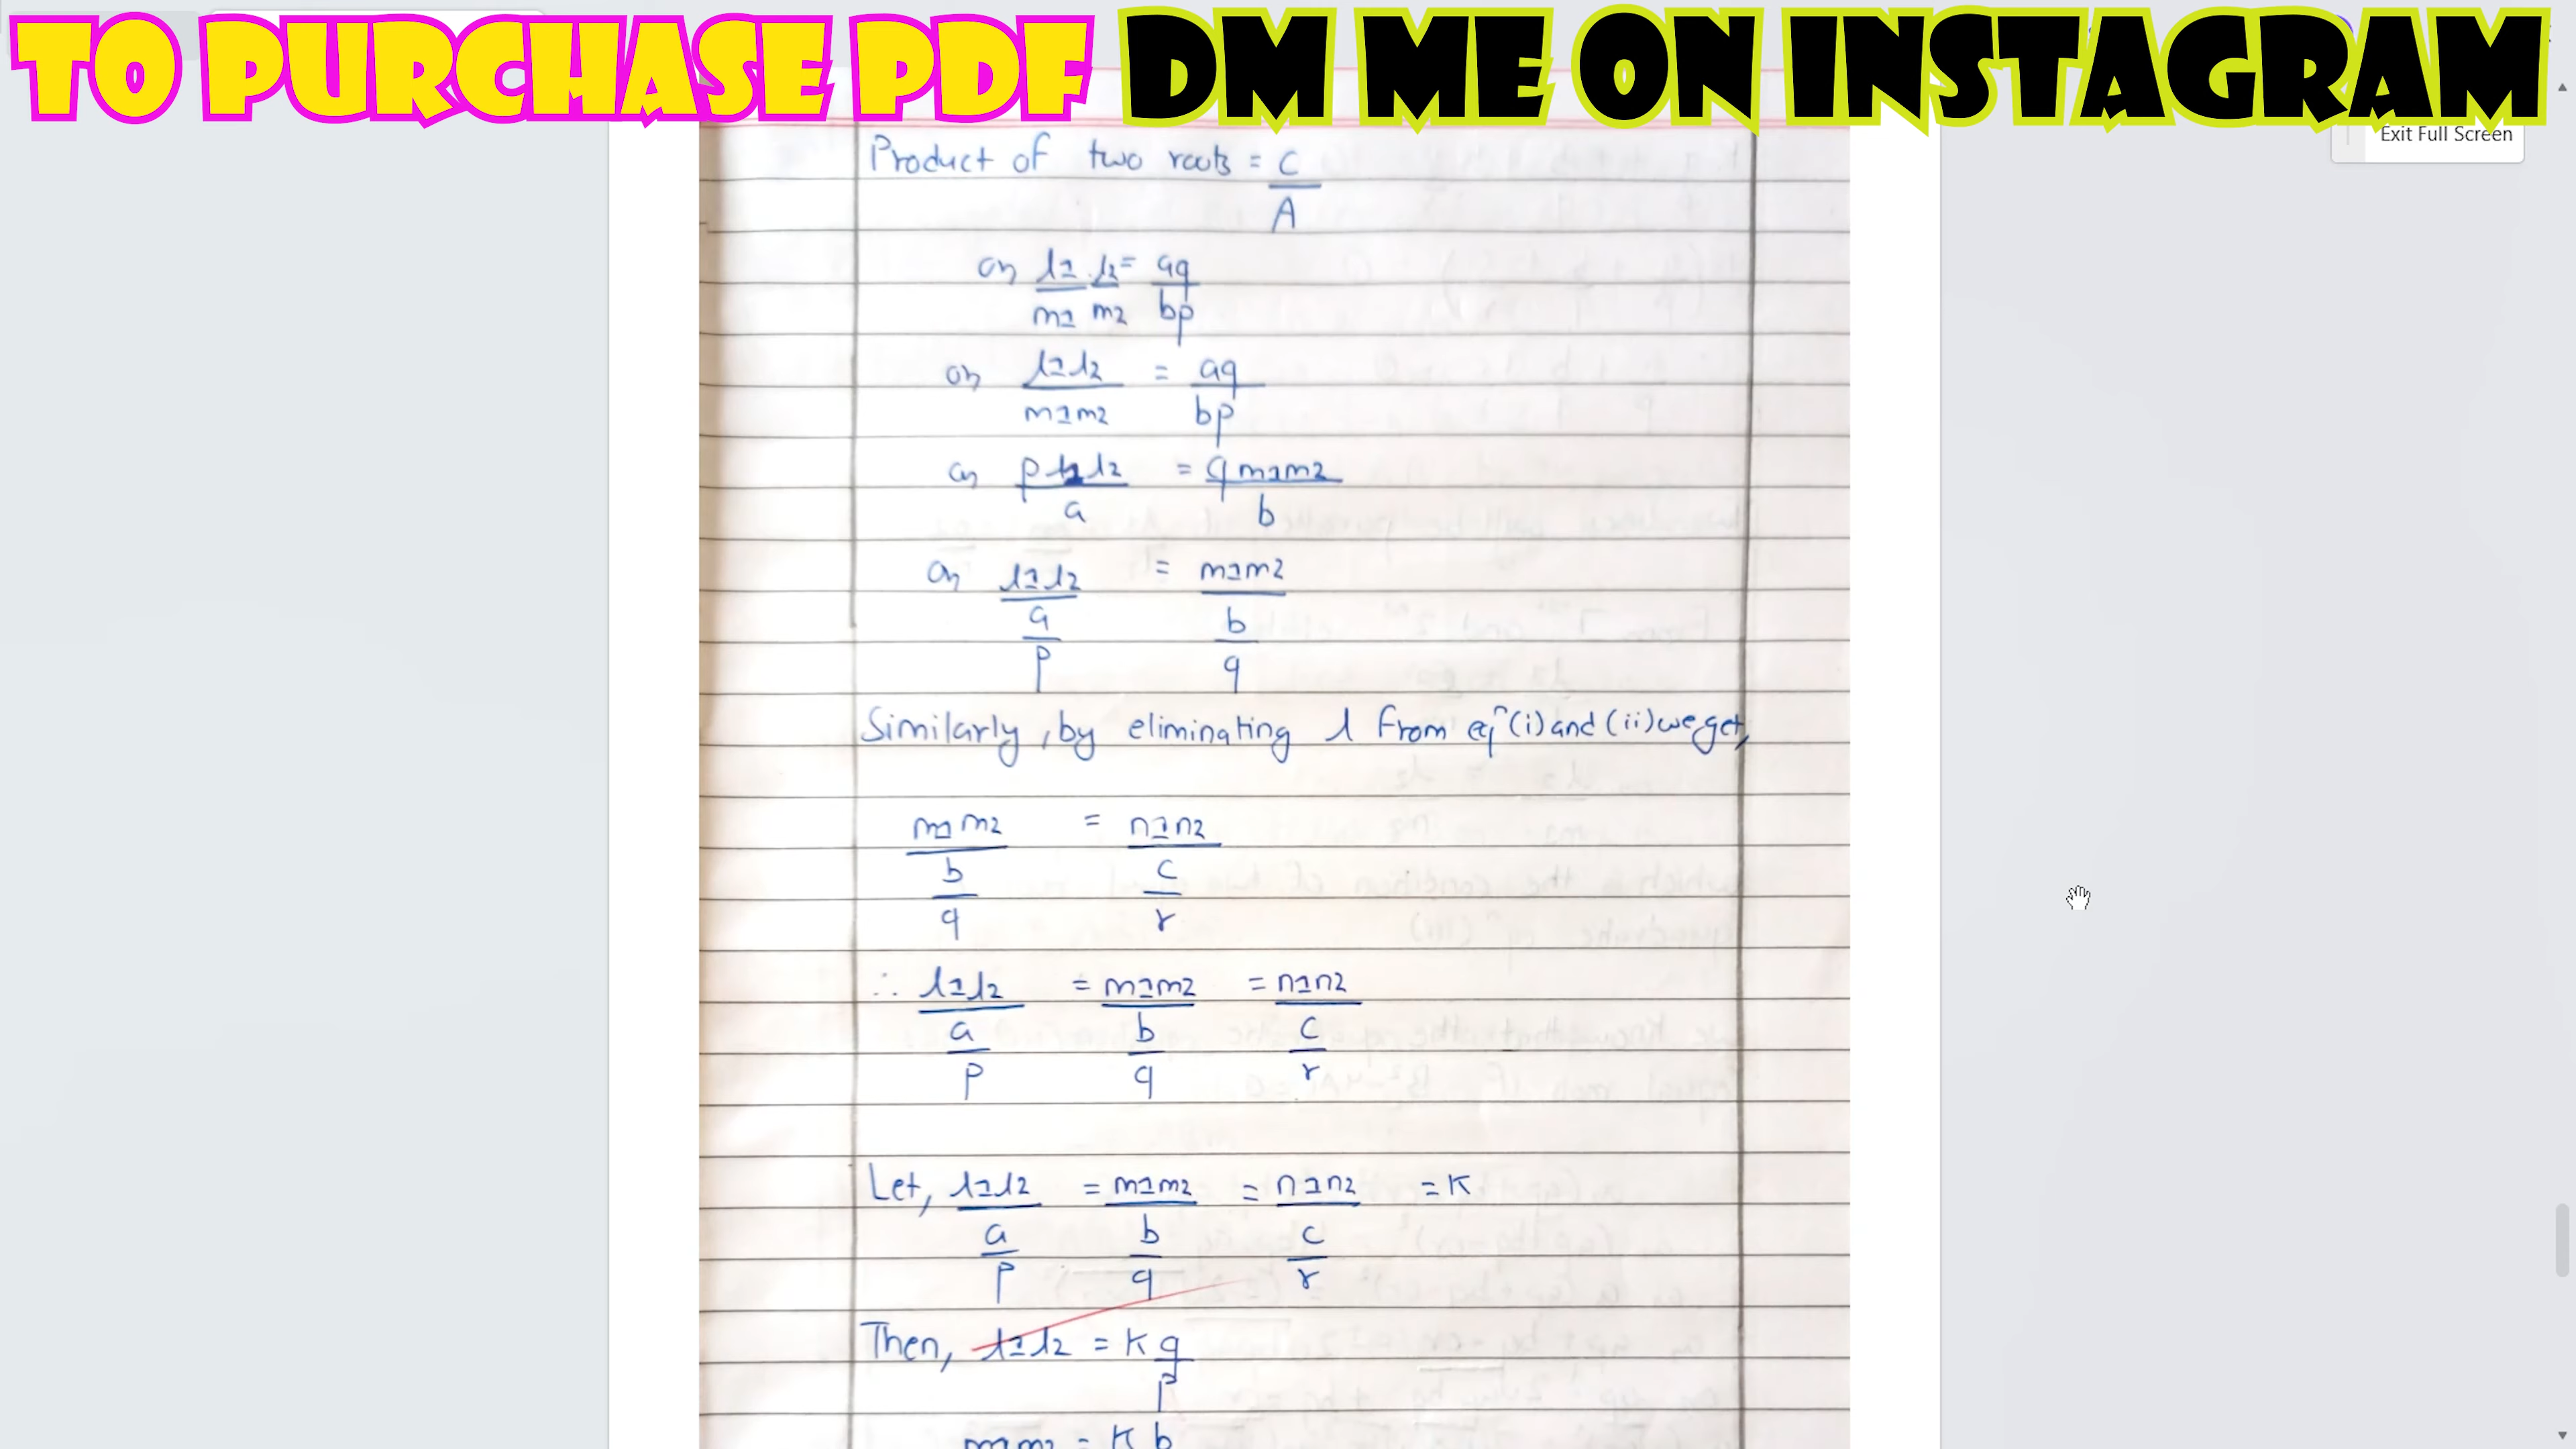 TO PURCHASE PDF DM ME ON INSTAGRAM
Exit Full Screen
Product of two roots = C/A
or l1/m1 . l2/m2 = aq/bp
or l1l2/m1m2 = aq/bp
or p l1l2/a = q m1m2/b
or l1l2/(a/p) = m1m2/(b/q)
Similarly, by eliminating l from eqⁿ (i) and (ii) we get,
m1m2/(b/q) = n1n2/(c/r)
∴ l1l2/(a/p) = m1m2/(b/q) = n1n2/(c/r)
Let, l1l2/(a/p) = m1m2/(b/q) = n1n2/(c/r) = K
Then, l1l2 = K a/p
m1m2 = K b